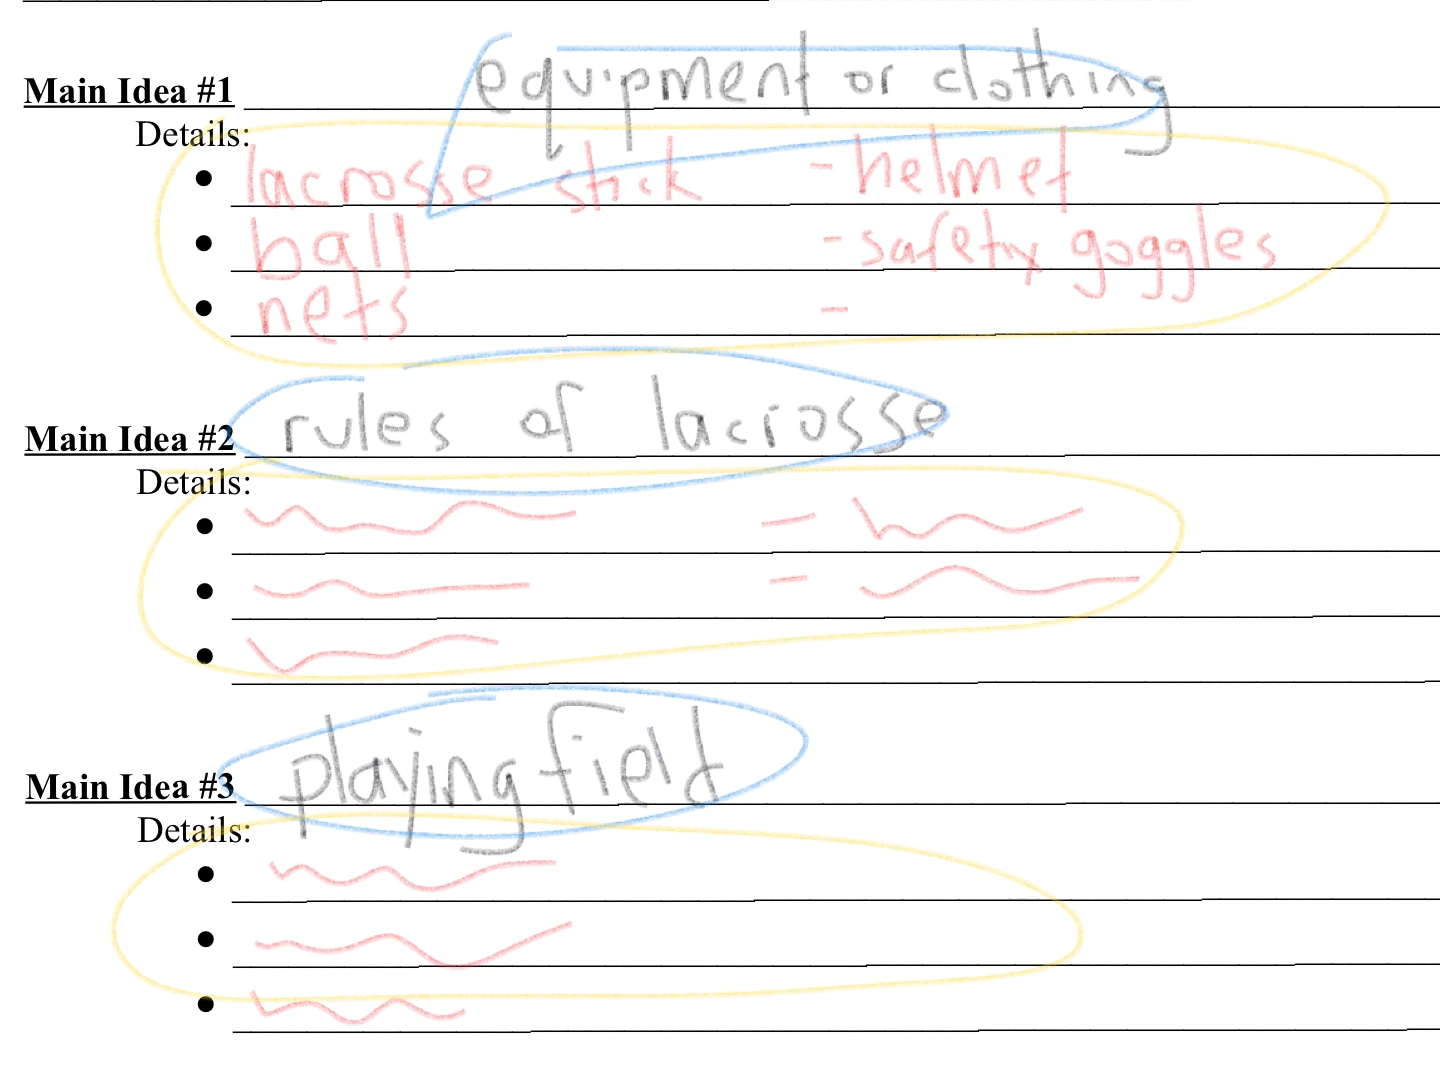 Main Idea #1 equipment or clothing
Details:
• lacrosse stick - helmet
• ball - safety goggles
• nets -
Main Idea #2 rules of lacrosse
Details:
•
•
•
Main Idea #3 playing field
Details:
•
•
•